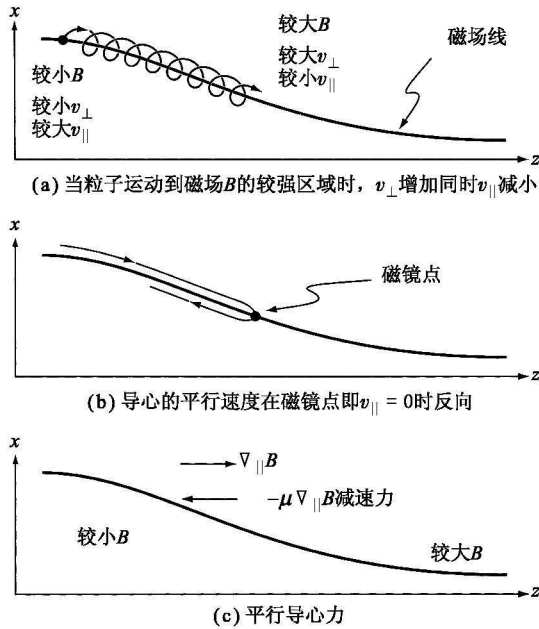 x
较小B
较小v⊥
较大v||
较大B
较大v⊥
较小v||
磁场线
z
(a) 当粒子运动到磁场B的较强区域时，v⊥增加同时v||减小
x
磁镜点
z
(b) 导心的平行速度在磁镜点即v|| = 0时反向
x
∇||B
-μ∇||B减速力
较小B
较大B
z
(c) 平行导心力